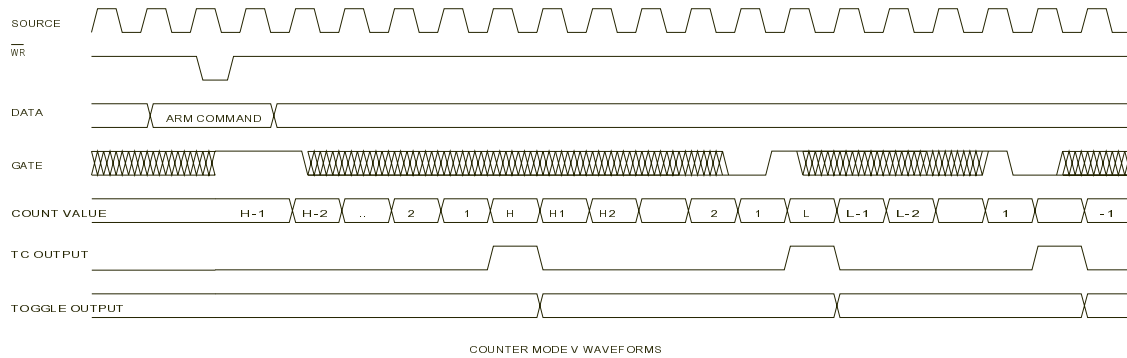 SOURCE
WR
DATA ARM COMMAND
GATE
COUNT VALUE H-1 H-2 .. 2 1 H H1 H2 2 1 L L-1 L-2 1 -1
TC OUTPUT
TOGGLE OUTPUT
COUNTER MODE V WAVEFORMS